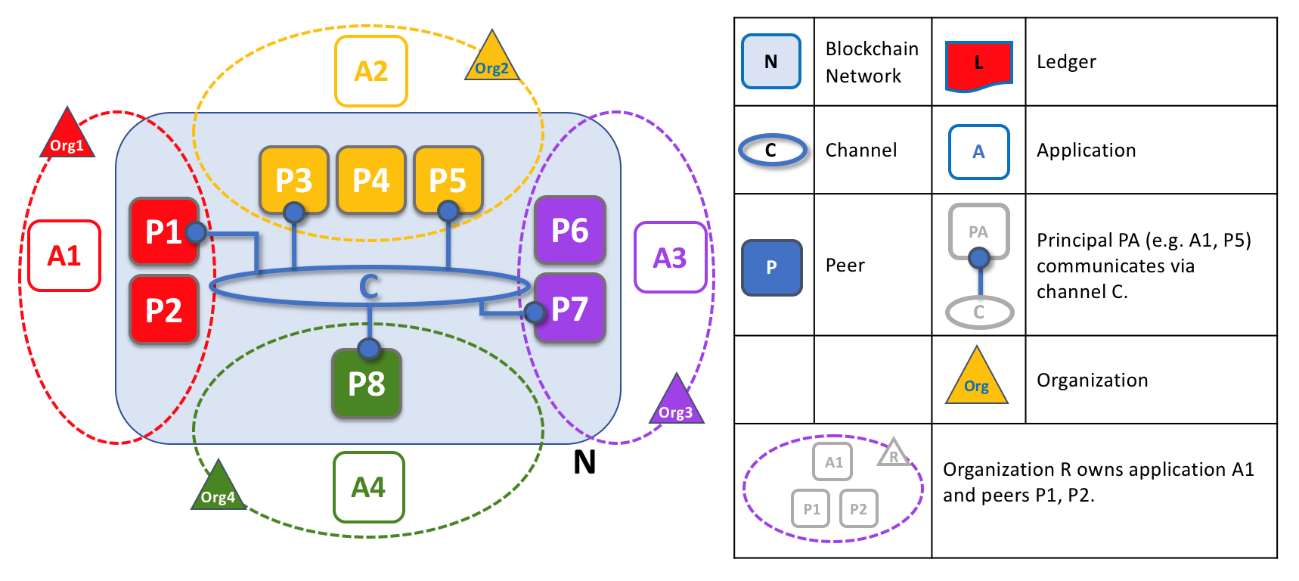 A2
Org2
Org1
P3
P4
P5
P1
P6
A1
A3
C
P2
P7
P8
Org3
N
A4
Org4
N
Blockchain
Network
L
Ledger
C
Channel
A
Application
P
Peer
PA
C
Principal PA (e.g. A1, P5)
communicates via
channel C.
Org
Organization
A1
R
P1
P2
Organization R owns application A1
and peers P1, P2.